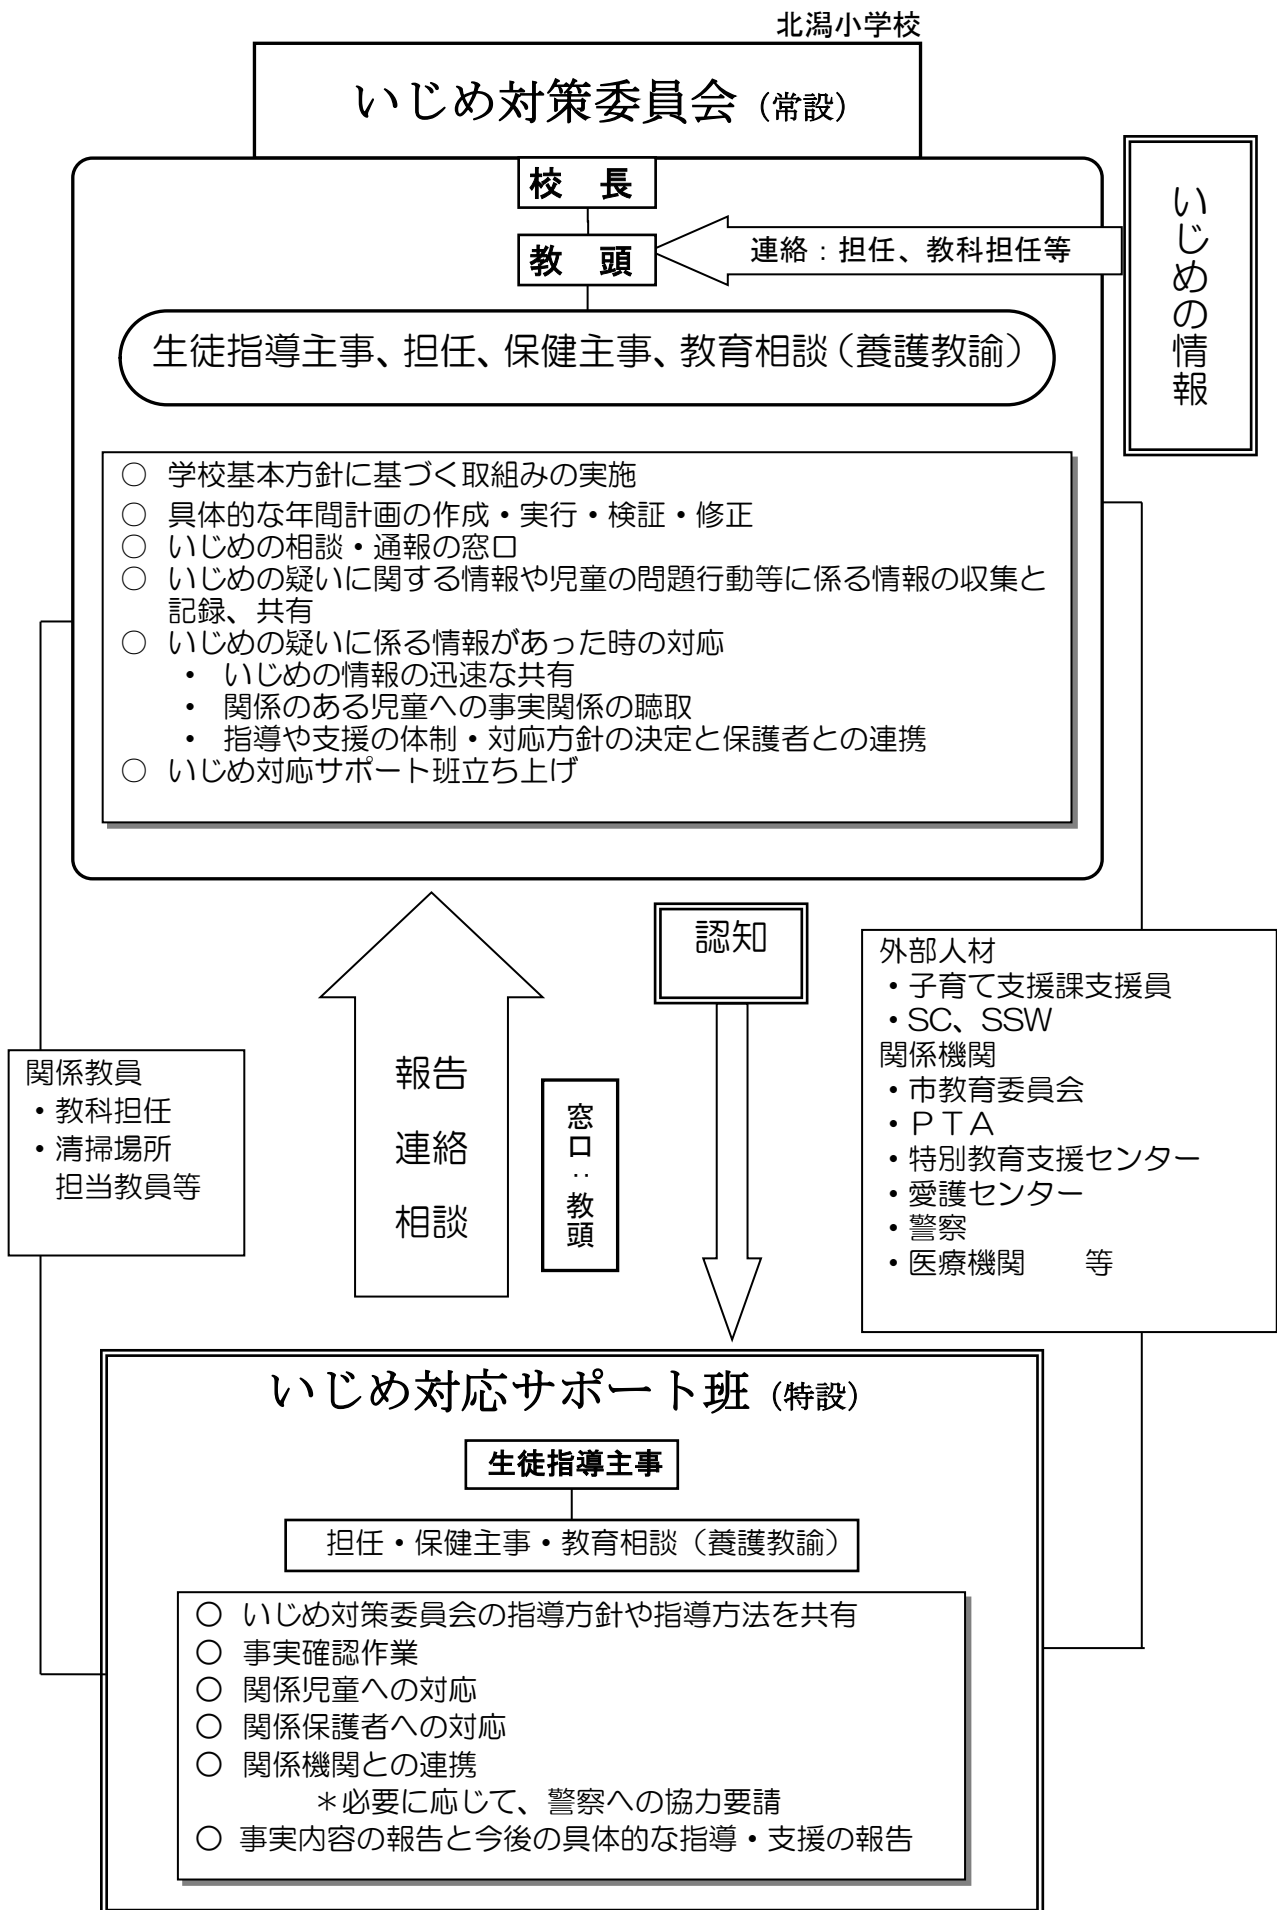 北潟小学校
いじめ対策委員会(常設)
校　長
教　頭
連絡：担任、教科担任等
いじめの情報
生徒指導主事、担任、保健主事、教育相談（養護教諭）
○ 学校基本方針に基づく取組みの実施
○ 具体的な年間計画の作成・実行・検証・修正
○ いじめの相談・通報の窓口
○ いじめの疑いに関する情報や児童の問題行動等に係る情報の収集と
記録、共有
○ いじめの疑いに係る情報があった時の対応
・ いじめの情報の迅速な共有
・ 関係のある児童への事実関係の聴取
・ 指導や支援の体制・対応方針の決定と保護者との連携
○ いじめ対応サポート班立ち上げ
認知
報告
連絡
相談
窓口：教頭
関係教員
・教科担任
・清掃場所
担当教員等
外部人材
・子育て支援課支援員
・SC、SSW
関係機関
・市教育委員会
・ＰＴＡ
・特別教育支援センター
・愛護センター
・警察
・医療機関　　等
いじめ対応サポート班(特設)
生徒指導主事
担任・保健主事・教育相談（養護教諭）
○ いじめ対策委員会の指導方針や指導方法を共有
○ 事実確認作業
○ 関係児童への対応
○ 関係保護者への対応
○ 関係機関との連携
＊必要に応じて、警察への協力要請
○ 事実内容の報告と今後の具体的な指導・支援の報告